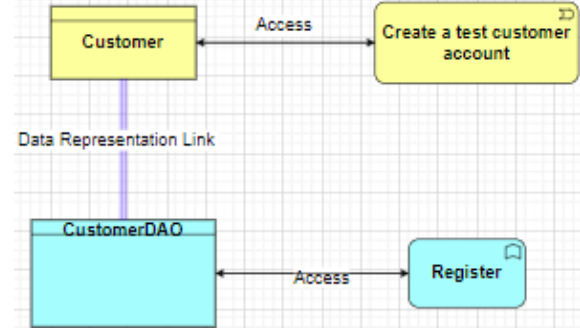 Customer
Access
Create a test customer
account
Data Representation Link
CustomerDAO
Access
Register